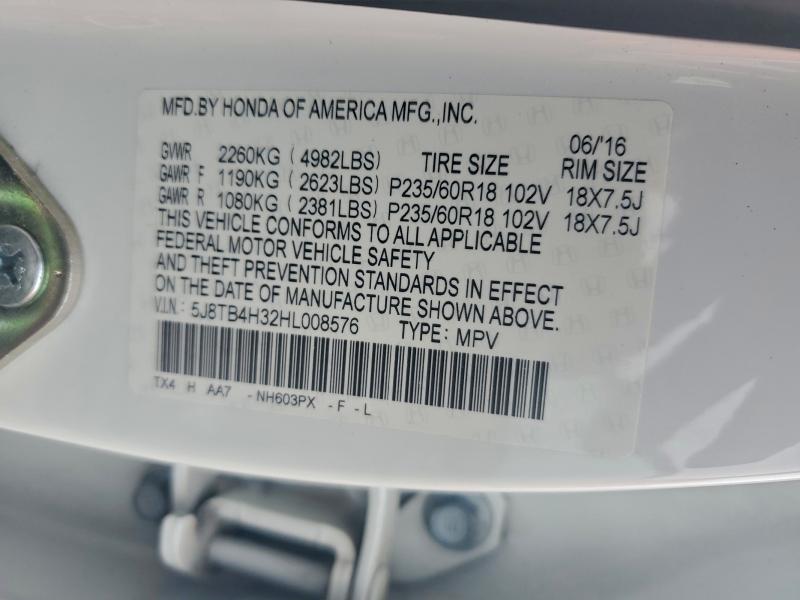 MFD.BY HONDA OF AMERICA MFG.,INC. 06/'16
GVWR 2260KG (4982LBS) TIRE SIZE RIM SIZE
GAWR F 1190KG (2623LBS) P235/60R18 102V 18X7.5J
GAWR R 1080KG (2381LBS) P235/60R18 102V 18X7.5J
THIS VEHICLE CONFORMS TO ALL APPLICABLE
FEDERAL MOTOR VEHICLE SAFETY
AND THEFT PREVENTION STANDARDS IN EFFECT
ON THE DATE OF MANUFACTURE SHOWN ABOVE.
V.I.N.: 5J8TB4H32HL008576 TYPE: MPV
TX4 H AA7 -NH603PX -F-L